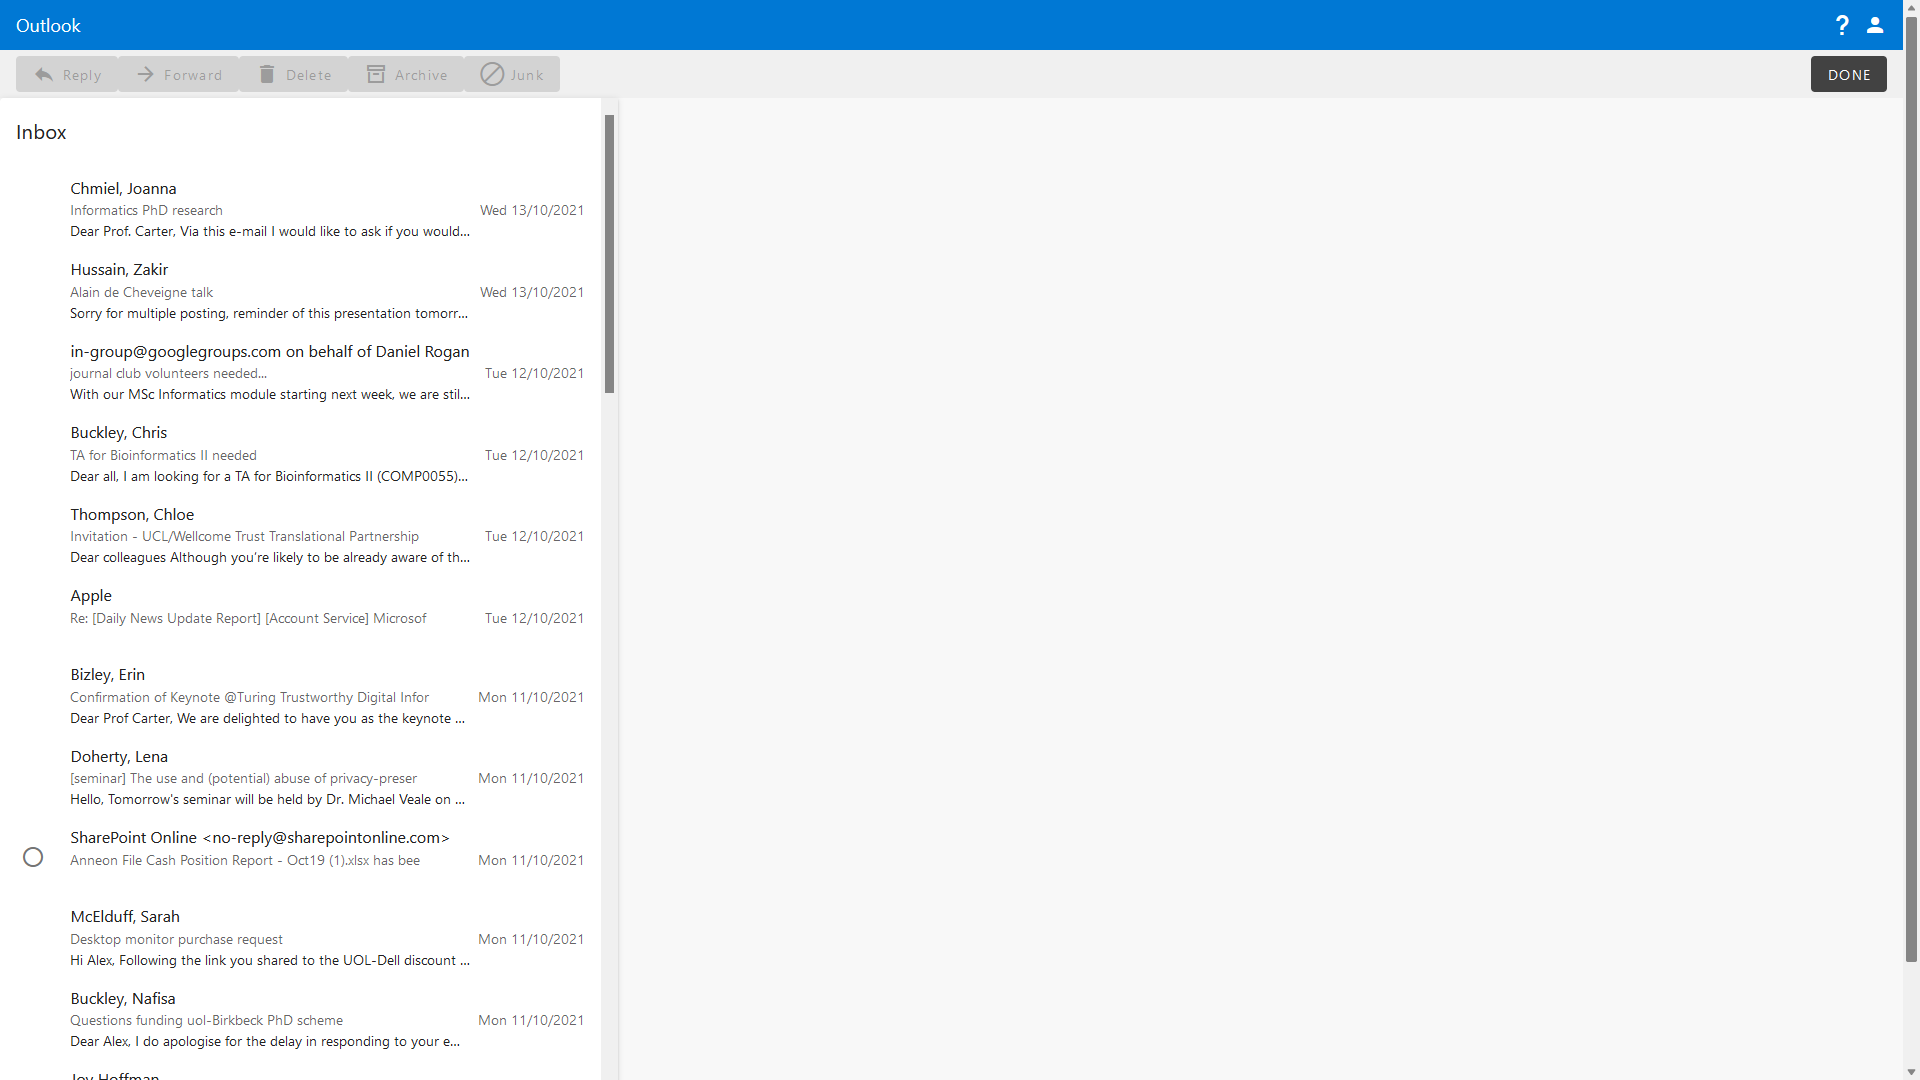 Outlook
?
Reply Forward Delete Archive Junk DONE
Inbox
Chmiel, Joanna
Informatics PhD research Wed 13/10/2021
Dear Prof. Carter, Via this e-mail I would like to ask if you would...
Hussain, Zakir
Alain de Cheveigne talk Wed 13/10/2021
Sorry for multiple posting, reminder of this presentation tomorr...
in-group@googlegroups.com on behalf of Daniel Rogan
journal club volunteers needed... Tue 12/10/2021
With our MSc Informatics module starting next week, we are stil...
Buckley, Chris
TA for Bioinformatics II needed Tue 12/10/2021
Dear all, I am looking for a TA for Bioinformatics II (COMP0055)...
Thompson, Chloe
Invitation - UCL/Wellcome Trust Translational Partnership Tue 12/10/2021
Dear colleagues Although you’re likely to be already aware of th...
Apple
Re: [Daily News Update Report] [Account Service] Microsof Tue 12/10/2021
Bizley, Erin
Confirmation of Keynote @Turing Trustworthy Digital Infor Mon 11/10/2021
Dear Prof Carter, We are delighted to have you as the keynote ...
Doherty, Lena
[seminar] The use and (potential) abuse of privacy-preser Mon 11/10/2021
Hello, Tomorrow's seminar will be held by Dr. Michael Veale on ...
SharePoint Online <no-reply@sharepointonline.com>
Anneon File Cash Position Report - Oct19 (1).xlsx has bee Mon 11/10/2021
McElduff, Sarah
Desktop monitor purchase request Mon 11/10/2021
Hi Alex, Following the link you shared to the UOL-Dell discount ...
Buckley, Nafisa
Questions funding uol-Birkbeck PhD scheme Mon 11/10/2021
Dear Alex, I do apologise for the delay in responding to your e...
Joy Hoffman